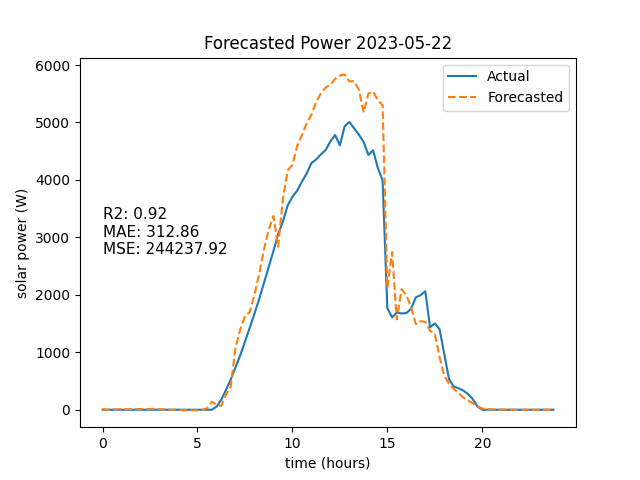 Forecasted Power 2023-05-22
Actual
Forecasted
R2: 0.92
MAE: 312.86
MSE: 244237.92
solar power (W)
6000
5000
4000
3000
2000
1000
0
0 5 10 15 20
time (hours)